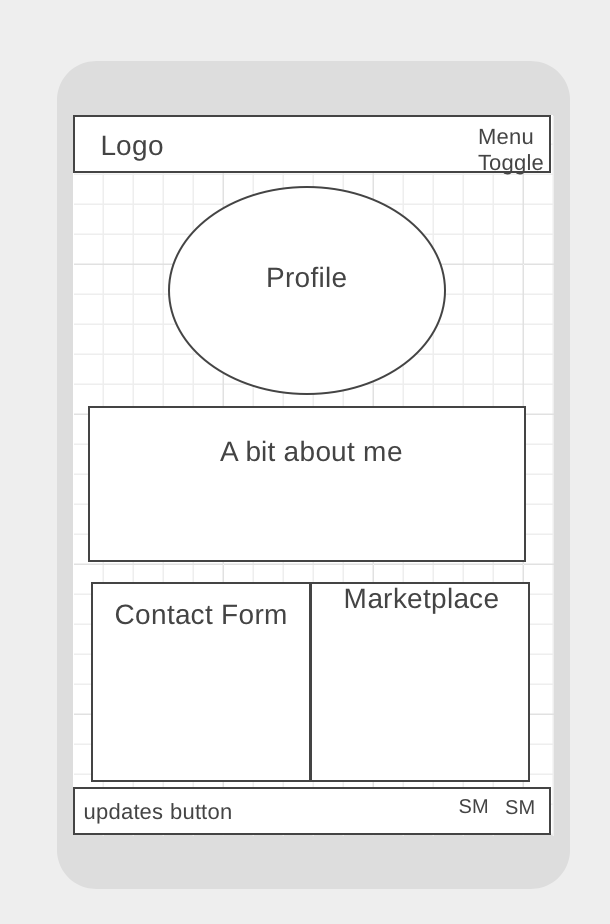 Logo
Menu
Toggle
Profile
A bit about me
Contact Form
Marketplace
updates button
SM
SM